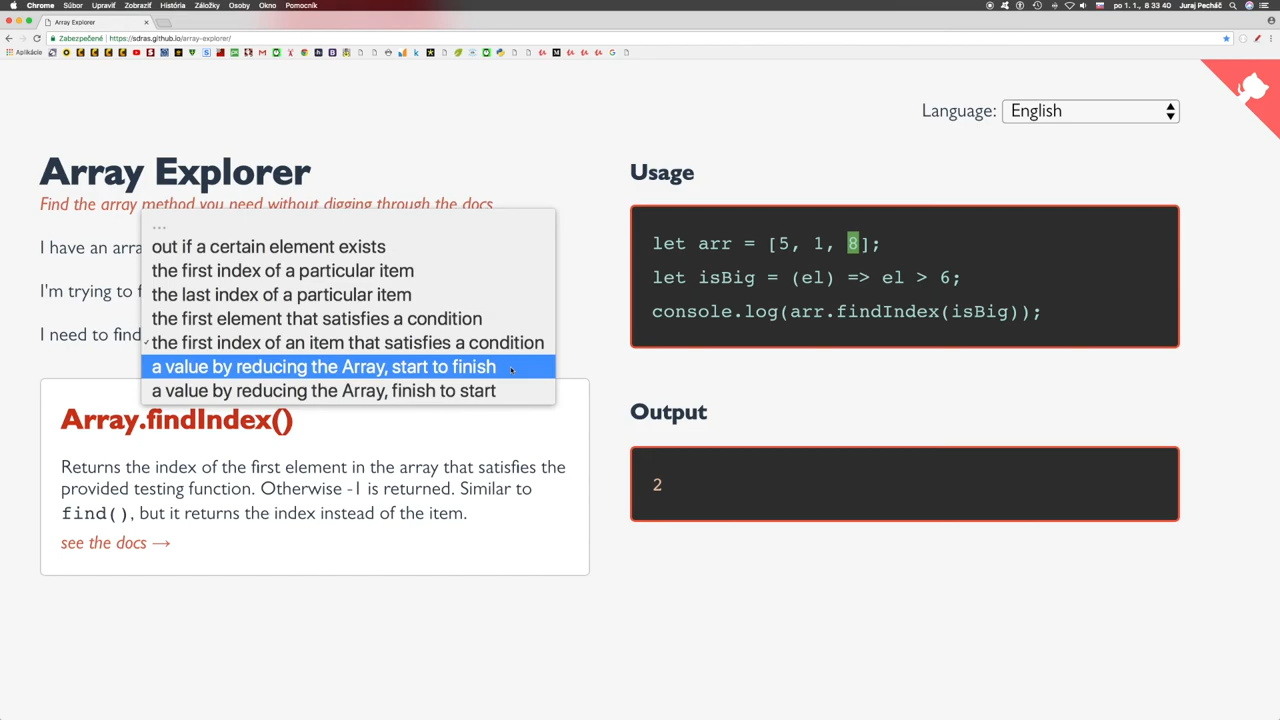 Chrome Súbor Upraviť Zobraziť História Záložky Osoby Okno Pomocník
po 1. 1., 8 33 40 Juraj Pecháč
Array Explorer
Zabezpečené https://sdras.github.io/array-explorer/
Aplikácie
Language: English
Array Explorer
Find the array method you need without digging through the docs
I have an arra
I'm trying to f
I need to find
...
out if a certain element exists
the first index of a particular item
the last index of a particular item
the first element that satisfies a condition
✓ the first index of an item that satisfies a condition
a value by reducing the Array, start to finish
a value by reducing the Array, finish to start
Array.findIndex()
Returns the index of the first element in the array that satisfies the
provided testing function. Otherwise -1 is returned. Similar to
find(), but it returns the index instead of the item.
see the docs →
Usage
let arr = [5, 1, 8];
let isBig = (el) => el > 6;
console.log(arr.findIndex(isBig));
Output
2